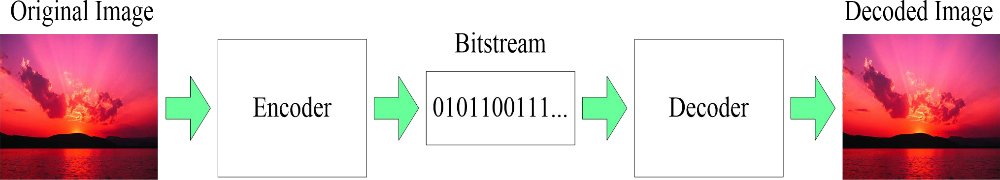 Original Image
Encoder
Bitstream
0101100111...
Decoder
Decoded Image